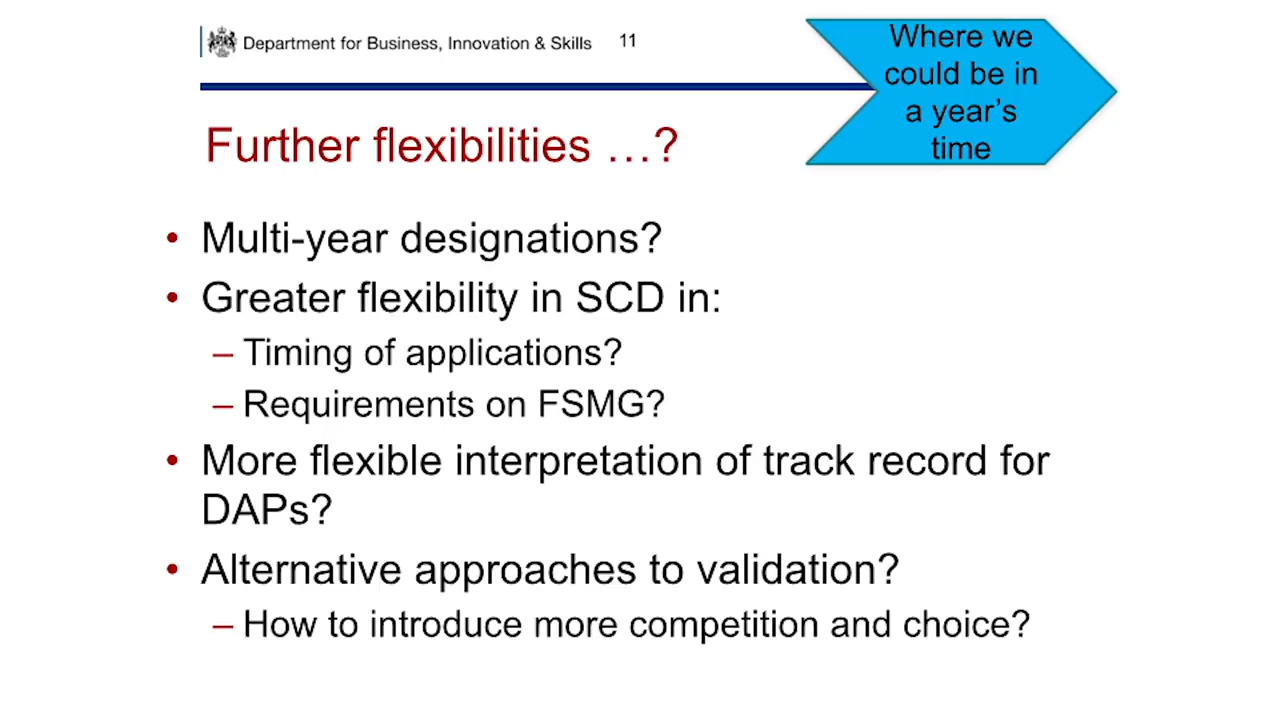 Department for Business, Innovation & Skills
11
Where we
could be in
a year’s
time
Further flexibilities …?
• Multi-year designations?
• Greater flexibility in SCD in:
– Timing of applications?
– Requirements on FSMG?
• More flexible interpretation of track record for
DAPs?
• Alternative approaches to validation?
– How to introduce more competition and choice?